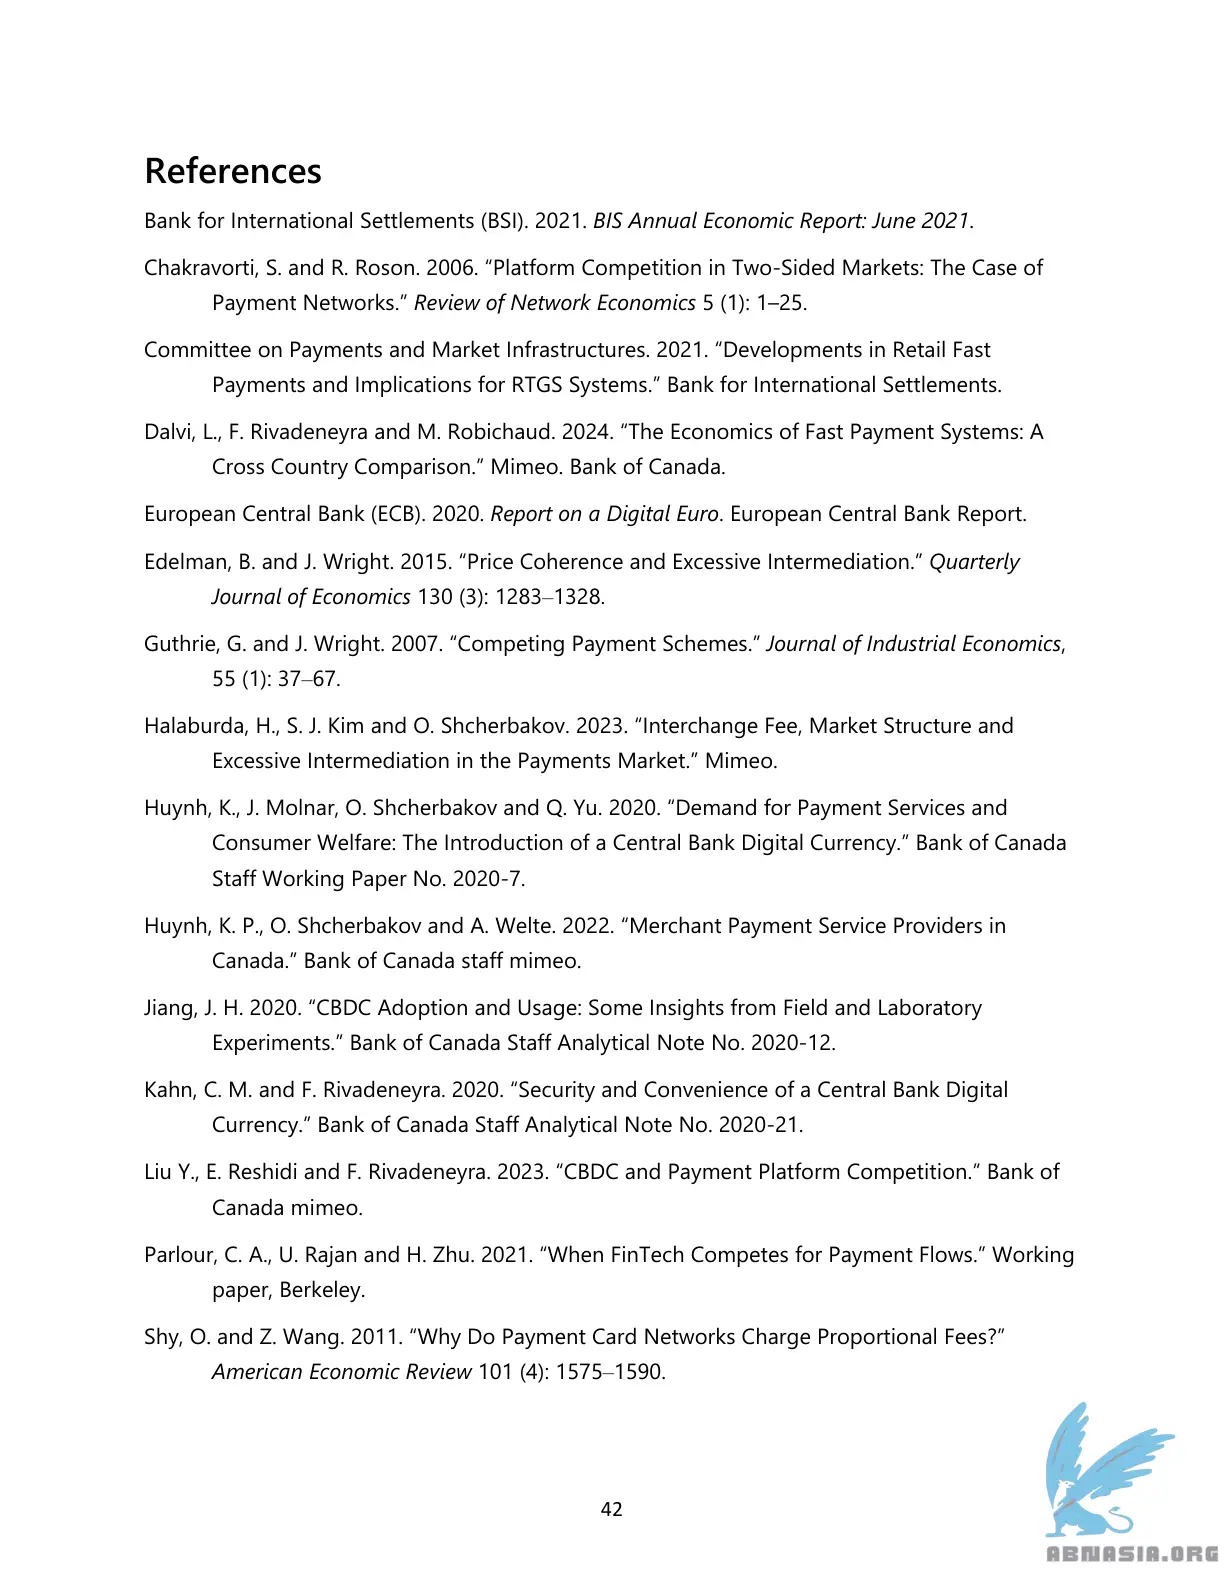 References
Bank for International Settlements (BSI). 2021. BIS Annual Economic Report: June 2021.
Chakravorti, S. and R. Roson. 2006. “Platform Competition in Two-Sided Markets: The Case of
Payment Networks.” Review of Network Economics 5 (1): 1–25.
Committee on Payments and Market Infrastructures. 2021. “Developments in Retail Fast
Payments and Implications for RTGS Systems.” Bank for International Settlements.
Dalvi, L., F. Rivadeneyra and M. Robichaud. 2024. “The Economics of Fast Payment Systems: A
Cross Country Comparison.” Mimeo. Bank of Canada.
European Central Bank (ECB). 2020. Report on a Digital Euro. European Central Bank Report.
Edelman, B. and J. Wright. 2015. “Price Coherence and Excessive Intermediation.” Quarterly
Journal of Economics 130 (3): 1283–1328.
Guthrie, G. and J. Wright. 2007. “Competing Payment Schemes.” Journal of Industrial Economics,
55 (1): 37–67.
Halaburda, H., S. J. Kim and O. Shcherbakov. 2023. “Interchange Fee, Market Structure and
Excessive Intermediation in the Payments Market.” Mimeo.
Huynh, K., J. Molnar, O. Shcherbakov and Q. Yu. 2020. “Demand for Payment Services and
Consumer Welfare: The Introduction of a Central Bank Digital Currency.” Bank of Canada
Staff Working Paper No. 2020-7.
Huynh, K. P., O. Shcherbakov and A. Welte. 2022. “Merchant Payment Service Providers in
Canada.” Bank of Canada staff mimeo.
Jiang, J. H. 2020. “CBDC Adoption and Usage: Some Insights from Field and Laboratory
Experiments.” Bank of Canada Staff Analytical Note No. 2020-12.
Kahn, C. M. and F. Rivadeneyra. 2020. “Security and Convenience of a Central Bank Digital
Currency.” Bank of Canada Staff Analytical Note No. 2020-21.
Liu Y., E. Reshidi and F. Rivadeneyra. 2023. “CBDC and Payment Platform Competition.” Bank of
Canada mimeo.
Parlour, C. A., U. Rajan and H. Zhu. 2021. “When FinTech Competes for Payment Flows.” Working
paper, Berkeley.
Shy, O. and Z. Wang. 2011. “Why Do Payment Card Networks Charge Proportional Fees?”
American Economic Review 101 (4): 1575–1590.
42
ABNASIA.ORG